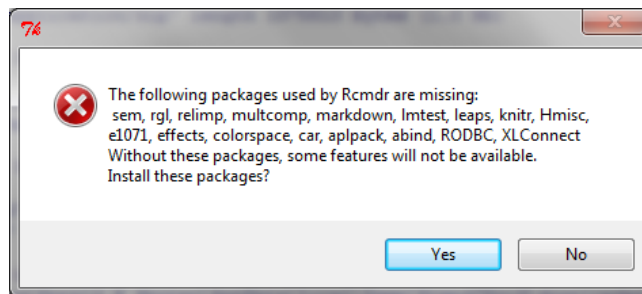 The following packages used by Rcmdr are missing:
sem, rgl, relimp, multcomp, markdown, lmtest, leaps, knitr, Hmisc,
e1071, effects, colorspace, car, aplpack, abind, RODBC, XLConnect
Without these packages, some features will not be available.
Install these packages?
Yes
No